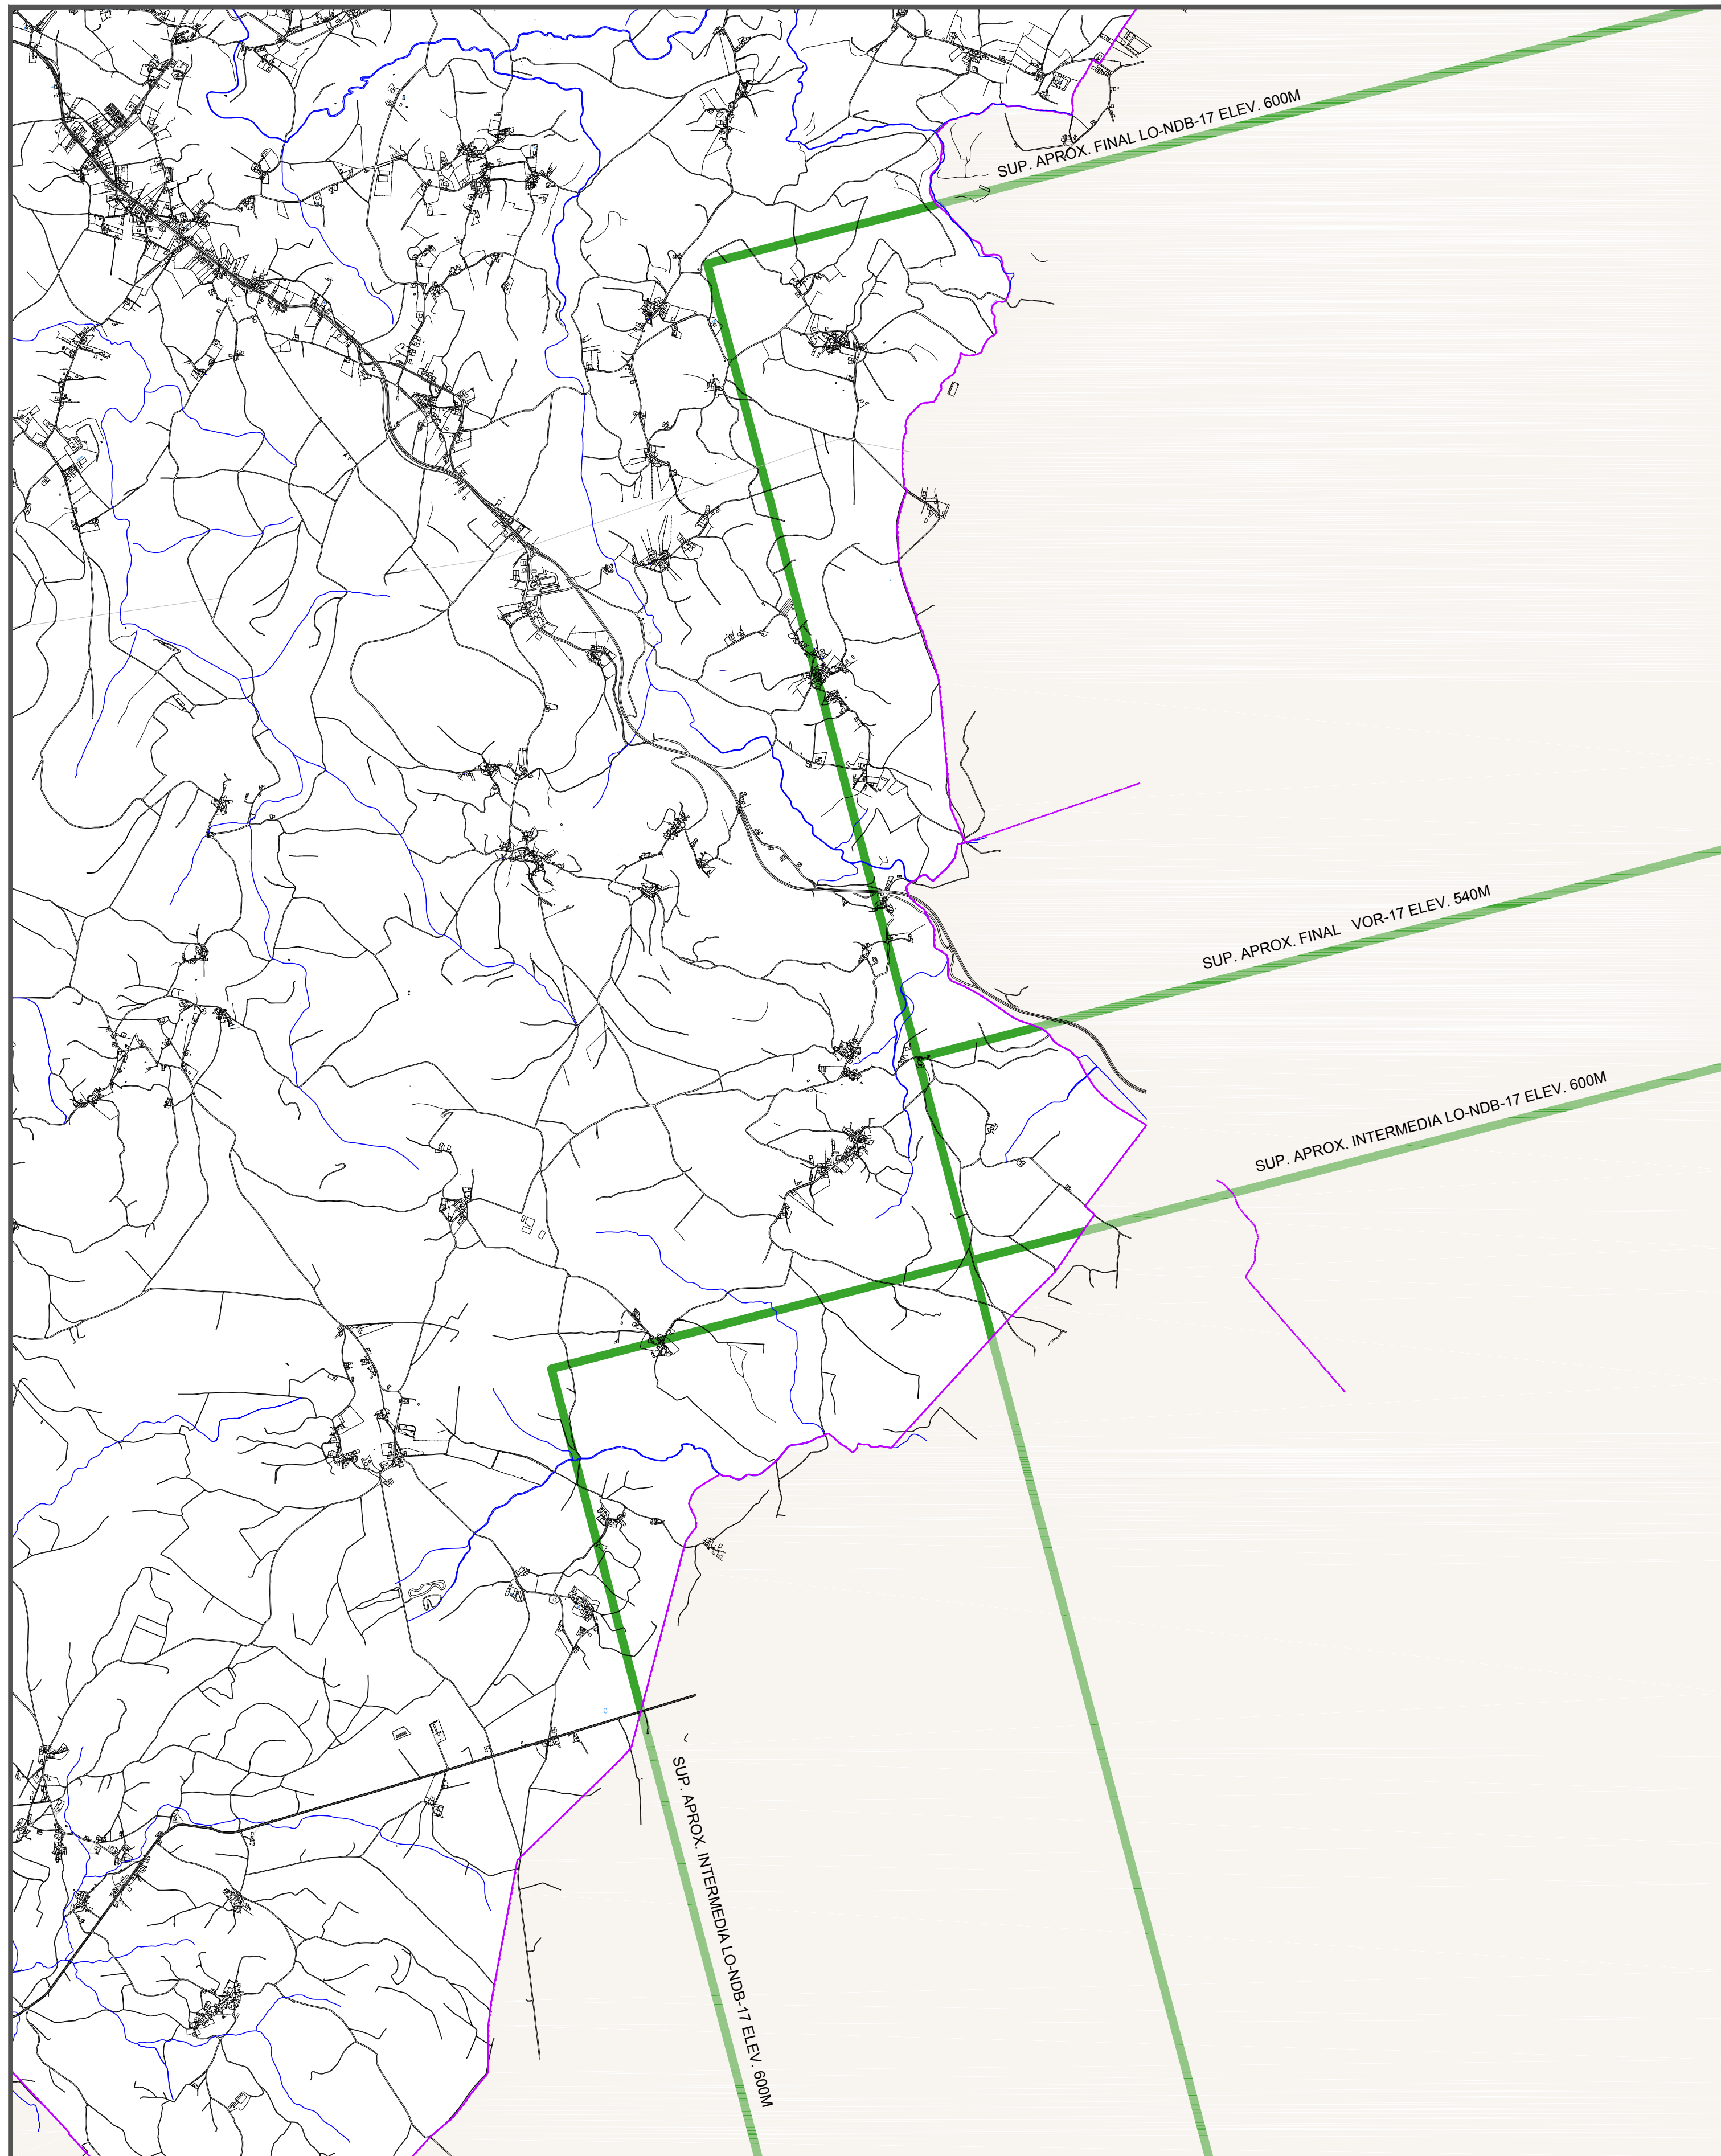 SUP. APROX. FINAL LO-NDB-17 ELEV. 600M
SUP. APROX. FINAL VOR-17 ELEV. 540M
SUP. APROX. INTERMEDIA LO-NDB-17 ELEV. 600M
SUP. APROX. INTERMEDIA LO-NDB-17 ELEV. 600M